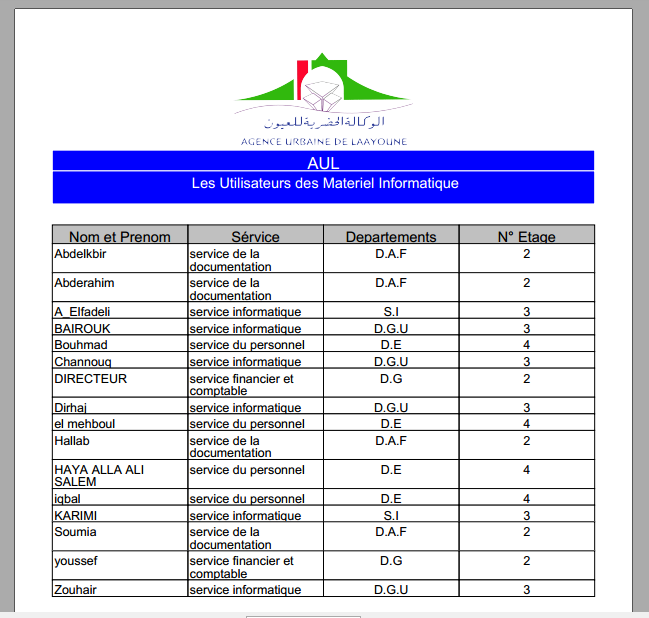 الوكالة الحضرية للعيون
AGENCE URBAINE DE LAAYOUNE
AUL
Les Utilisateurs des Materiel Informatique
Nom et Prenom Sérvice Departements N° Etage
Abdelkbir service de la documentation D.A.F 2
Abderahim service de la documentation D.A.F 2
A_Elfadeli service informatique S.I 3
BAIROUK service informatique D.G.U 3
Bouhmad service du personnel D.E 4
Channouq service informatique D.G.U 3
DIRECTEUR service financier et comptable D.G 2
Dirhaj service informatique D.G.U 3
el mehboul service du personnel D.E 4
Hallab service de la documentation D.A.F 2
HAYA ALLA ALI SALEM service du personnel D.E 4
iqbal service du personnel D.E 4
KARIMI service informatique S.I 3
Soumia service de la documentation D.A.F 2
youssef service financier et comptable D.G 2
Zouhair service informatique D.G.U 3